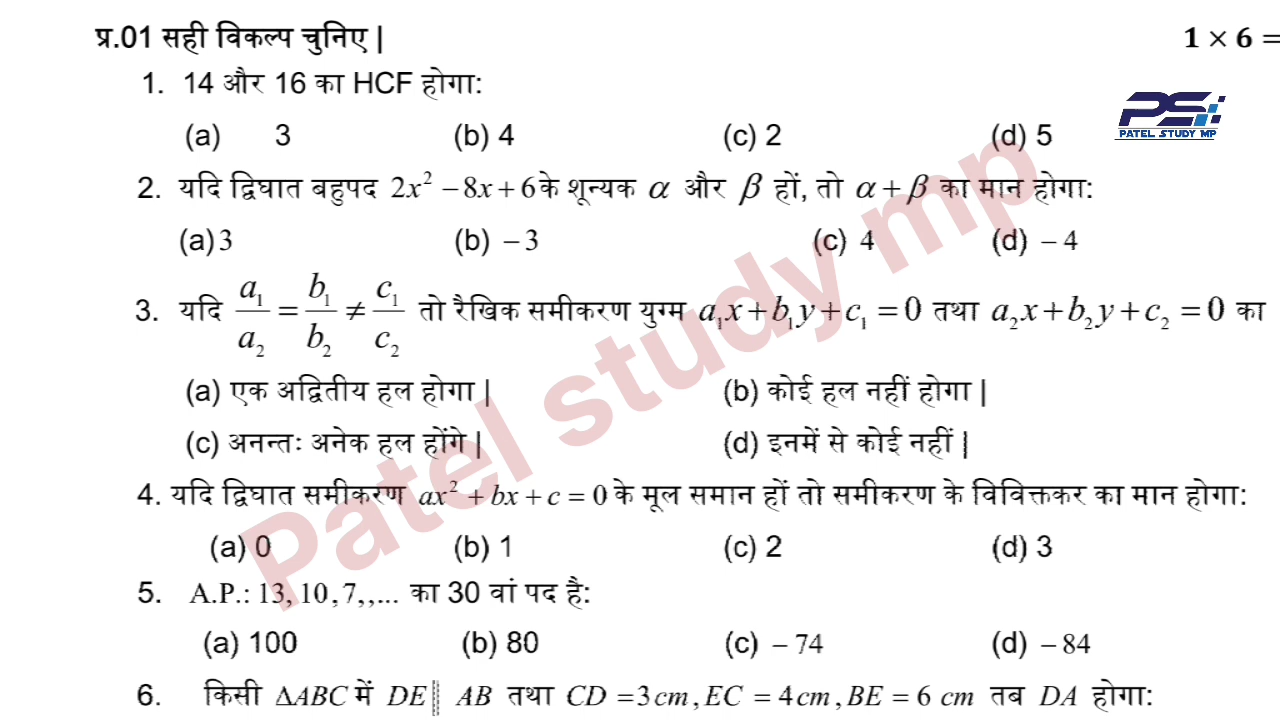 प्र.01 सही विकल्प चुनिए | 1 × 6 =
1. 14 और 16 का HCF होगा:
(a) 3 (b) 4 (c) 2 (d) 5
PS
PATEL STUDY MP
2. यदि द्विघात बहुपद 2x² − 8x + 6 के शून्यक α और β हों, तो α + β का मान होगा:
(a) 3 (b) − 3 (c) 4 (d) − 4
3. यदि a₁/a₂ = b₁/b₂ ≠ c₁/c₂ तो रैखिक समीकरण युग्म a₁x + b₁y + c₁ = 0 तथा a₂x + b₂y + c₂ = 0 का
(a) एक अद्वितीय हल होगा | (b) कोई हल नहीं होगा |
(c) अनन्तः अनेक हल होंगे | (d) इनमें से कोई नहीं |
4. यदि द्विघात समीकरण ax² + bx + c = 0 के मूल समान हों तो समीकरण के विविक्तकर का मान होगा:
(a) 0 (b) 1 (c) 2 (d) 3
5. A.P.: 13, 10, 7,,... का 30 वां पद है:
(a) 100 (b) 80 (c) − 74 (d) − 84
6. किसी ΔABC में DE || AB तथा CD = 3 cm, EC = 4 cm, BE = 6 cm तब DA होगा:
Patel study mp